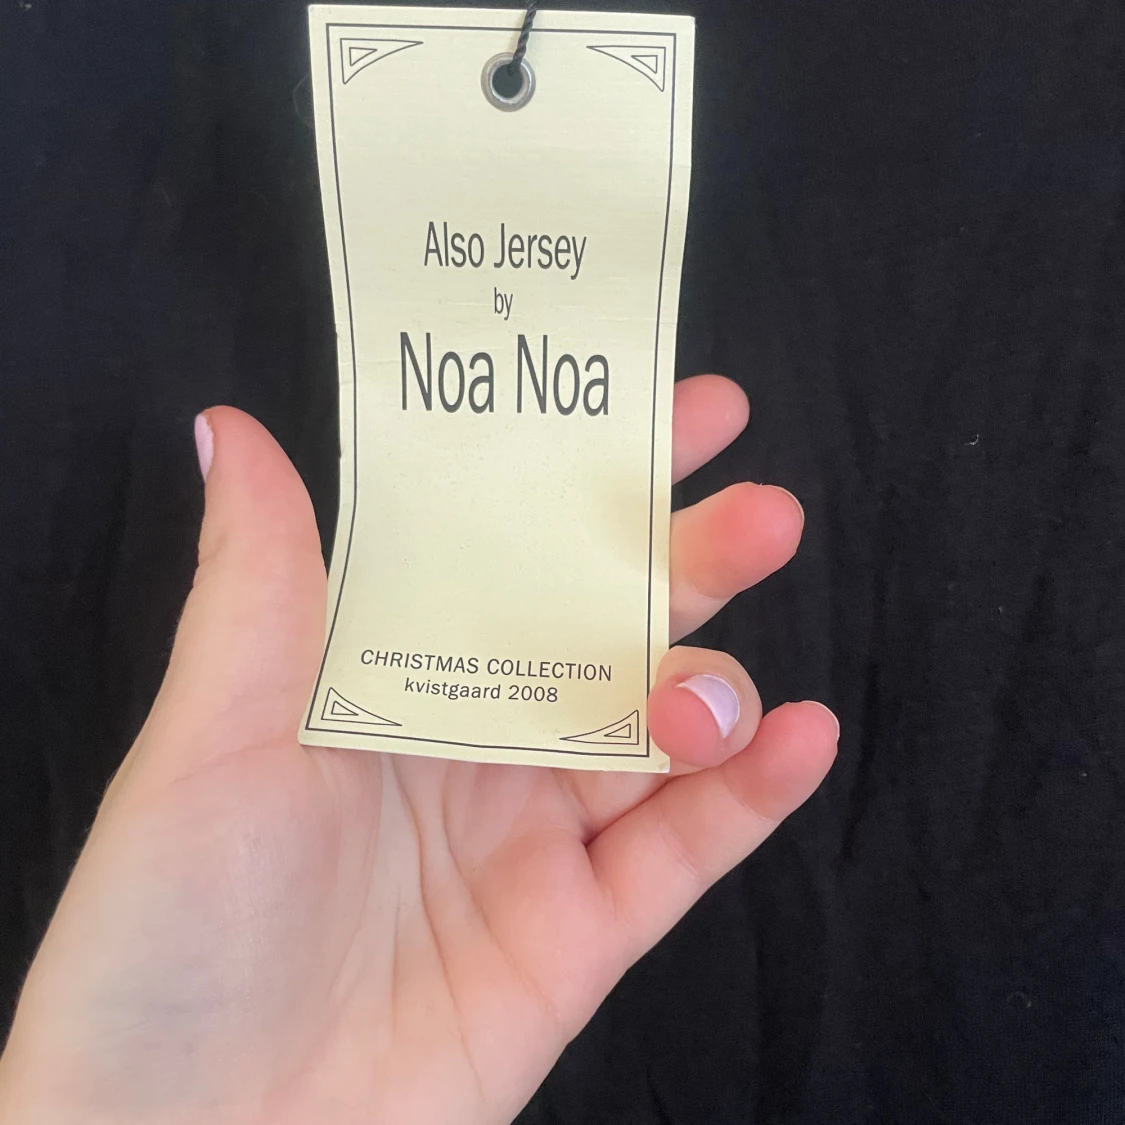 Also Jersey
by
Noa Noa
CHRISTMAS COLLECTION
kvistgaard 2008